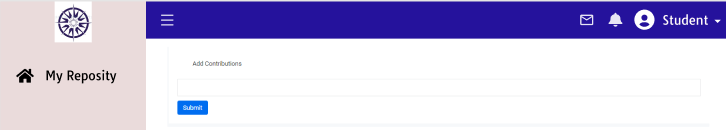 Student
My Reposity
Add Contributions
Submit